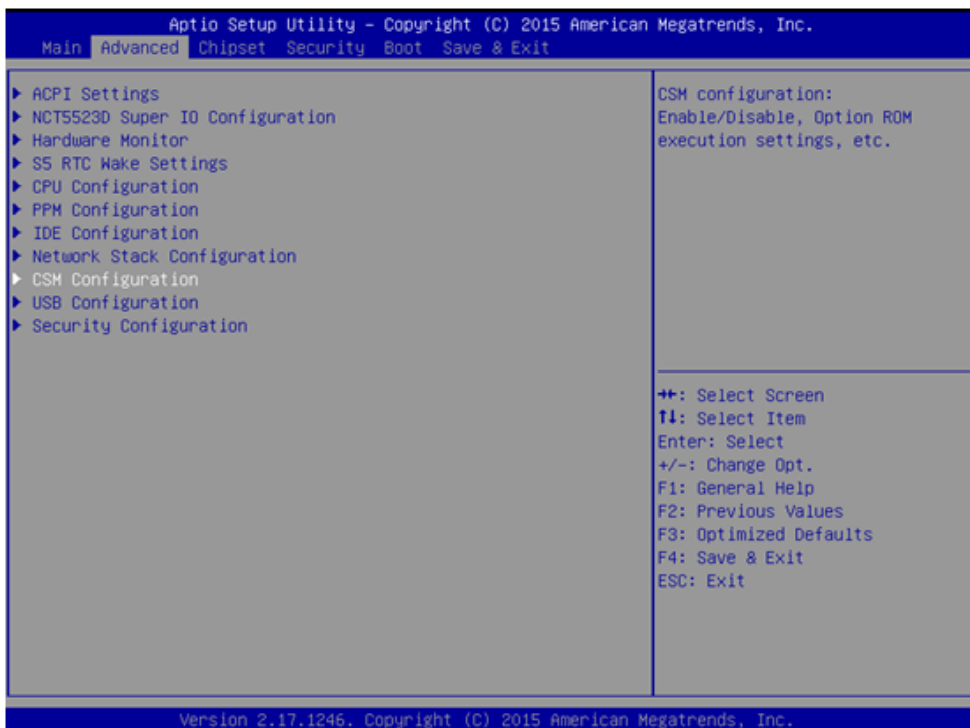 Aptio Setup Utility – Copyright (C) 2015 American Megatrends, Inc.
Main Advanced Chipset Security Boot Save & Exit
ACPI Settings
NCT5523D Super IO Configuration
Hardware Monitor
S5 RTC Wake Settings
CPU Configuration
PPM Configuration
IDE Configuration
Network Stack Configuration
CSM Configuration
USB Configuration
Security Configuration
CSM configuration:
Enable/Disable, Option ROM
execution settings, etc.
→←: Select Screen
↑↓: Select Item
Enter: Select
+/-: Change Opt.
F1: General Help
F2: Previous Values
F3: Optimized Defaults
F4: Save & Exit
ESC: Exit
Version 2.17.1246. Copyright (C) 2015 American Megatrends, Inc.